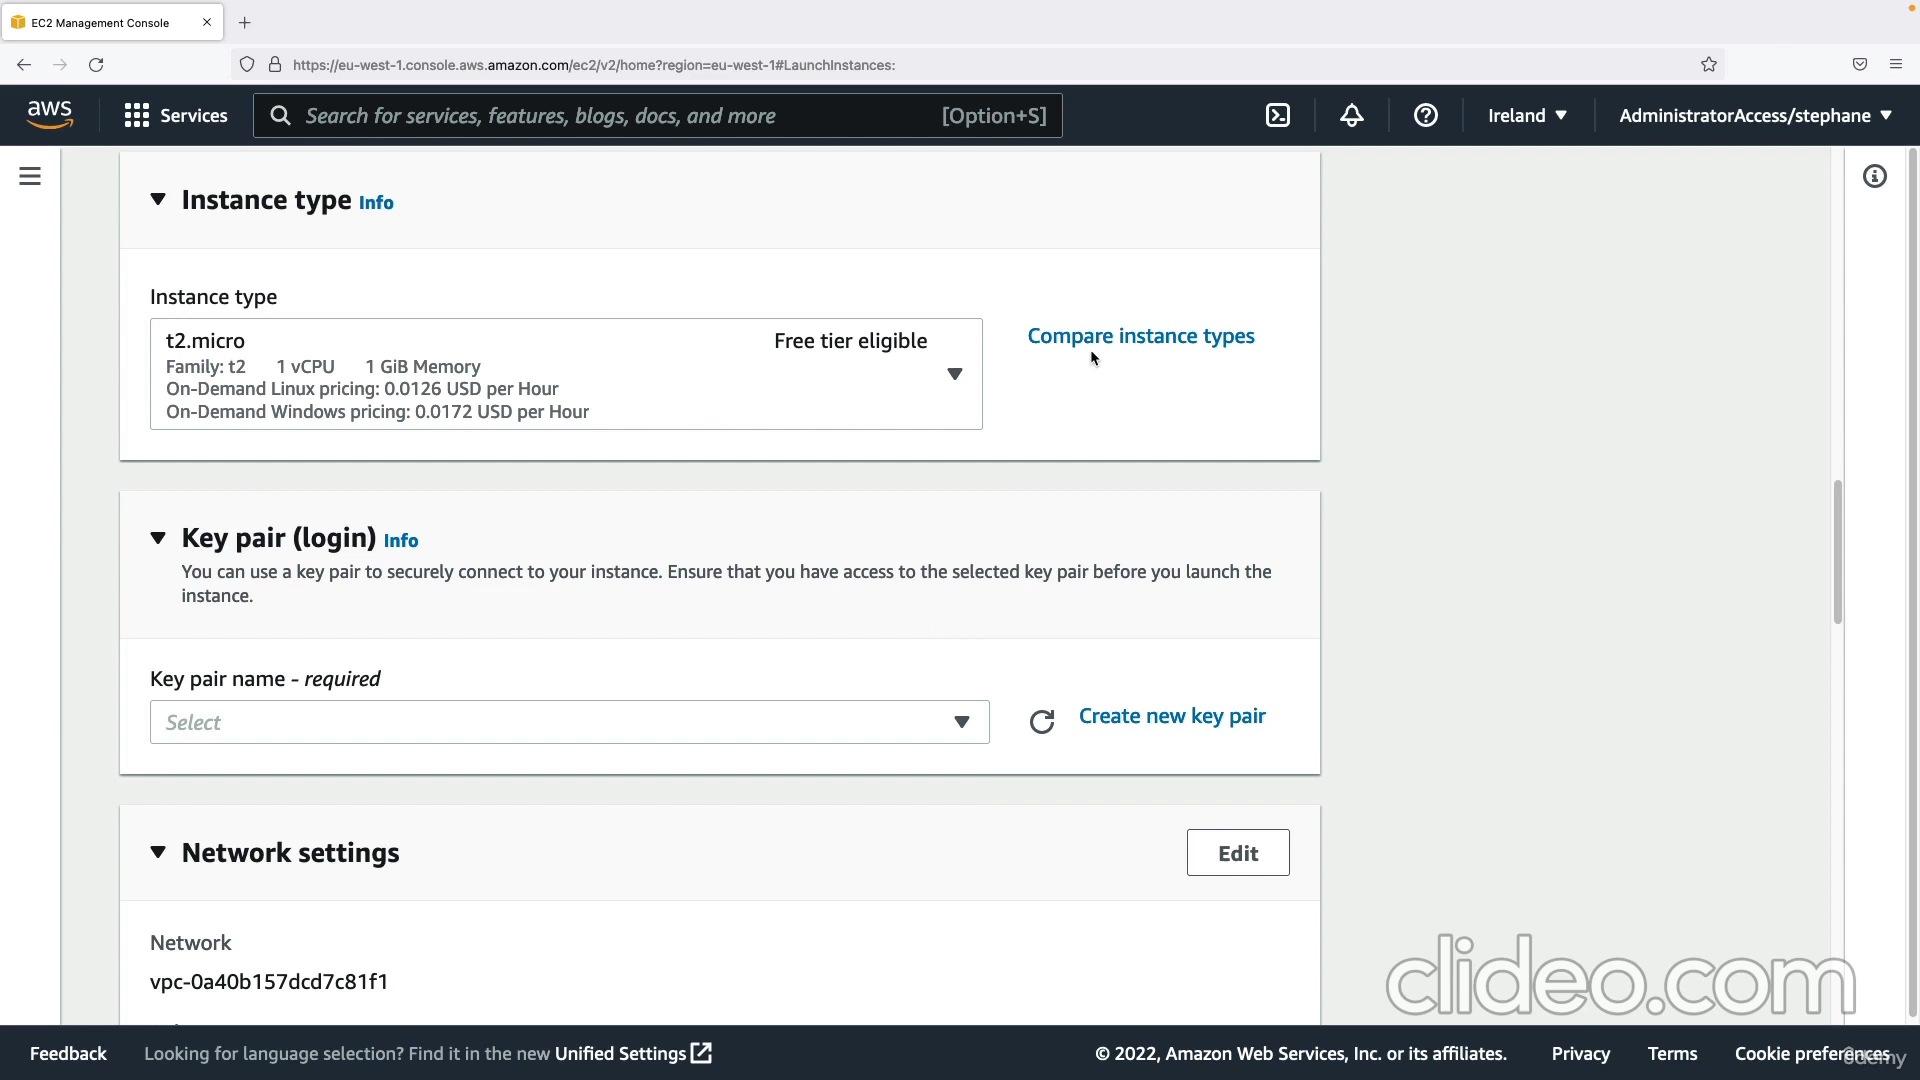 EC2 Management Console
https://eu-west-1.console.aws.amazon.com/ec2/v2/home?region=eu-west-1#LaunchInstances:
aws
Services
Search for services, features, blogs, docs, and more [Option+S]
Ireland
AdministratorAccess/stephane
Instance type Info
Instance type
t2.micro Free tier eligible
Family: t2 1 vCPU 1 GiB Memory
On-Demand Linux pricing: 0.0126 USD per Hour
On-Demand Windows pricing: 0.0172 USD per Hour
Compare instance types
Key pair (login) Info
You can use a key pair to securely connect to your instance. Ensure that you have access to the selected key pair before you launch the
instance.
Key pair name - required
Select
Create new key pair
Network settings
Edit
Network
vpc-0a40b157dcd7c81f1
clideo.com
Feedback
Looking for language selection? Find it in the new Unified Settings
© 2022, Amazon Web Services, Inc. or its affiliates.
Privacy
Terms
Cookie preferences
ûdemy